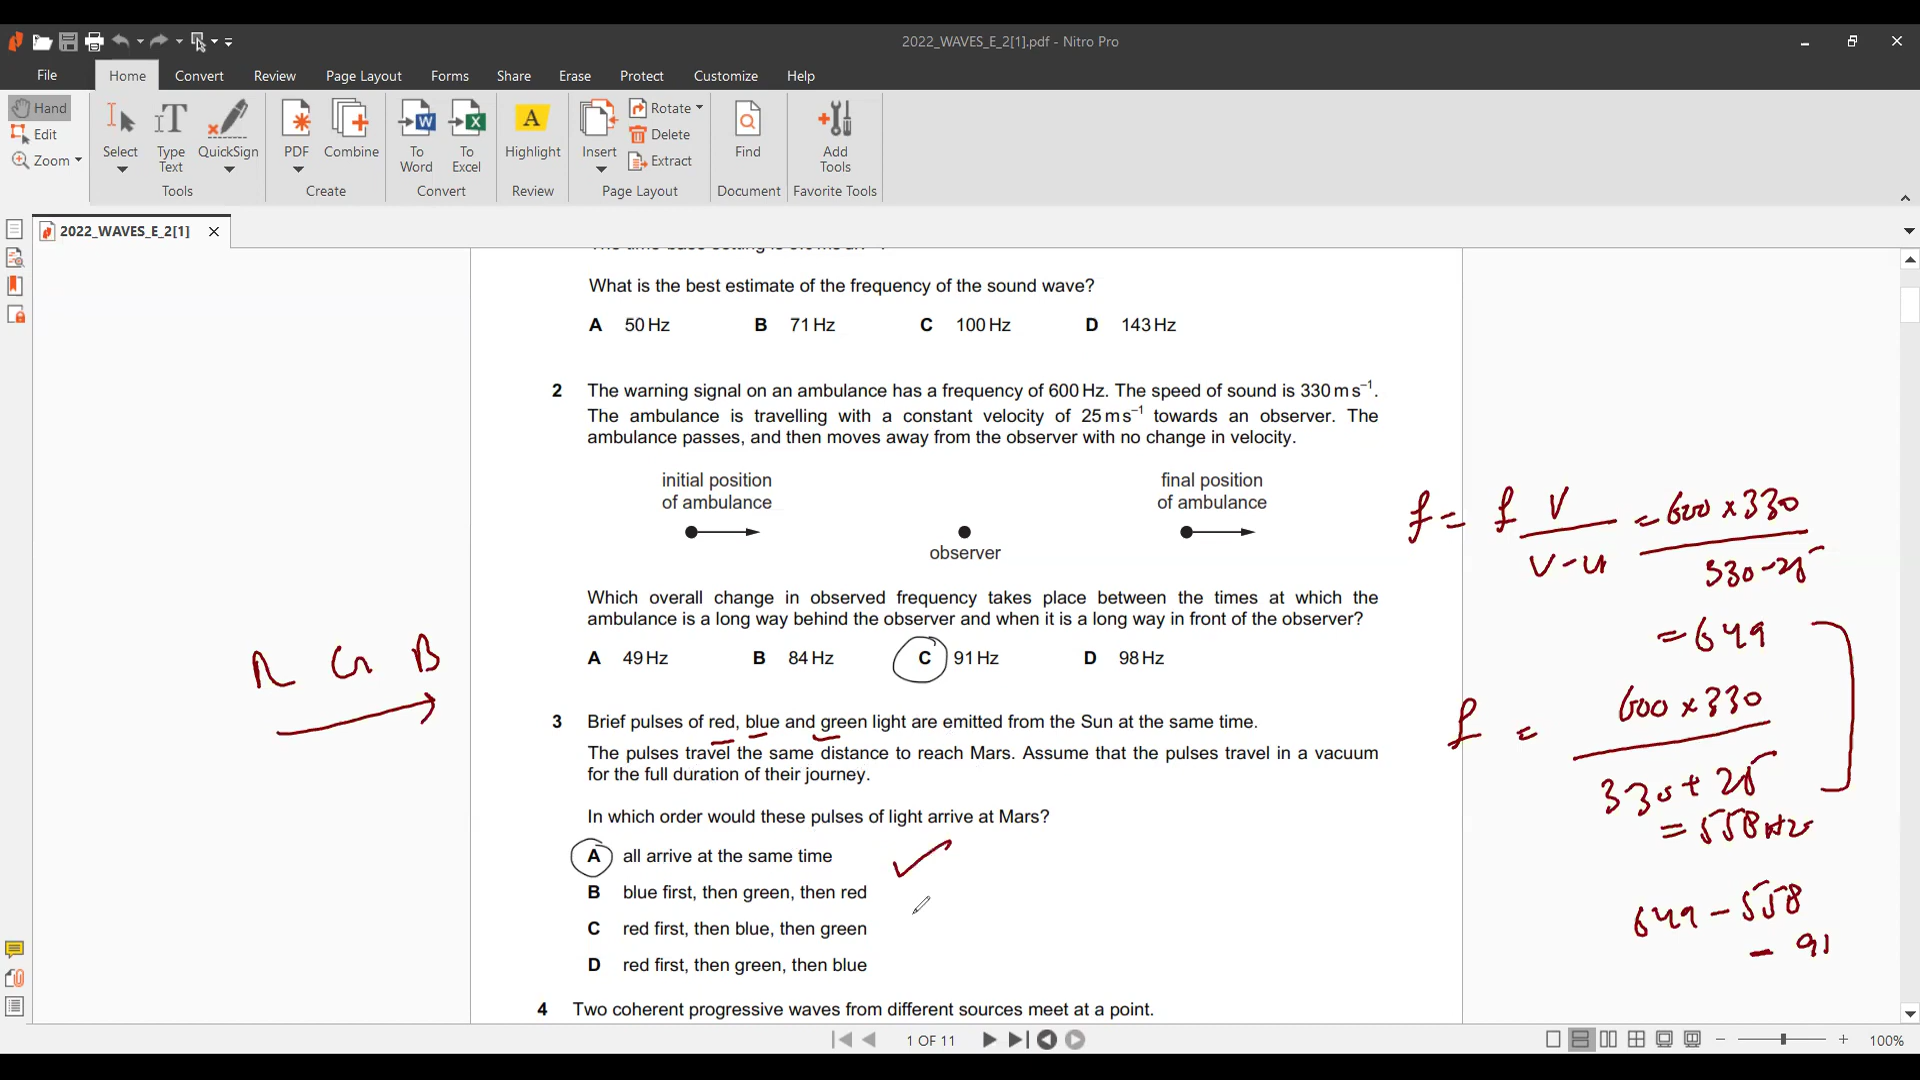 2022_WAVES_E_2[1].pdf - Nitro Pro
File Home Convert Review Page Layout Forms Share Erase Protect Customize Help
Hand
Edit
Zoom
Select
Type Text
QuickSign
Tools
PDF
Combine
Create
To Word
To Excel
Convert
Highlight
Review
Insert
Rotate
Delete
Extract
Page Layout
Find
Document
Add Tools
Favorite Tools
2022_WAVES_E_2[1]
What is the best estimate of the frequency of the sound wave?
A 50 Hz B 71 Hz C 100 Hz D 143 Hz
2 The warning signal on an ambulance has a frequency of 600 Hz. The speed of sound is 330 m s⁻¹.
The ambulance is travelling with a constant velocity of 25 m s⁻¹ towards an observer. The
ambulance passes, and then moves away from the observer with no change in velocity.
initial position
of ambulance
observer
final position
of ambulance
Which overall change in observed frequency takes place between the times at which the
ambulance is a long way behind the observer and when it is a long way in front of the observer?
A 49 Hz B 84 Hz C 91 Hz D 98 Hz
3 Brief pulses of red, blue and green light are emitted from the Sun at the same time.
The pulses travel the same distance to reach Mars. Assume that the pulses travel in a vacuum
for the full duration of their journey.
In which order would these pulses of light arrive at Mars?
A all arrive at the same time
B blue first, then green, then red
C red first, then blue, then green
D red first, then green, then blue
4 Two coherent progressive waves from different sources meet at a point.
R G B
f = f V = 600 x 330
V - u 330 - 25
= 649
f = 600 x 330
330 + 25
= 558 Hz
649 - 558
- 91
1 OF 11
100%